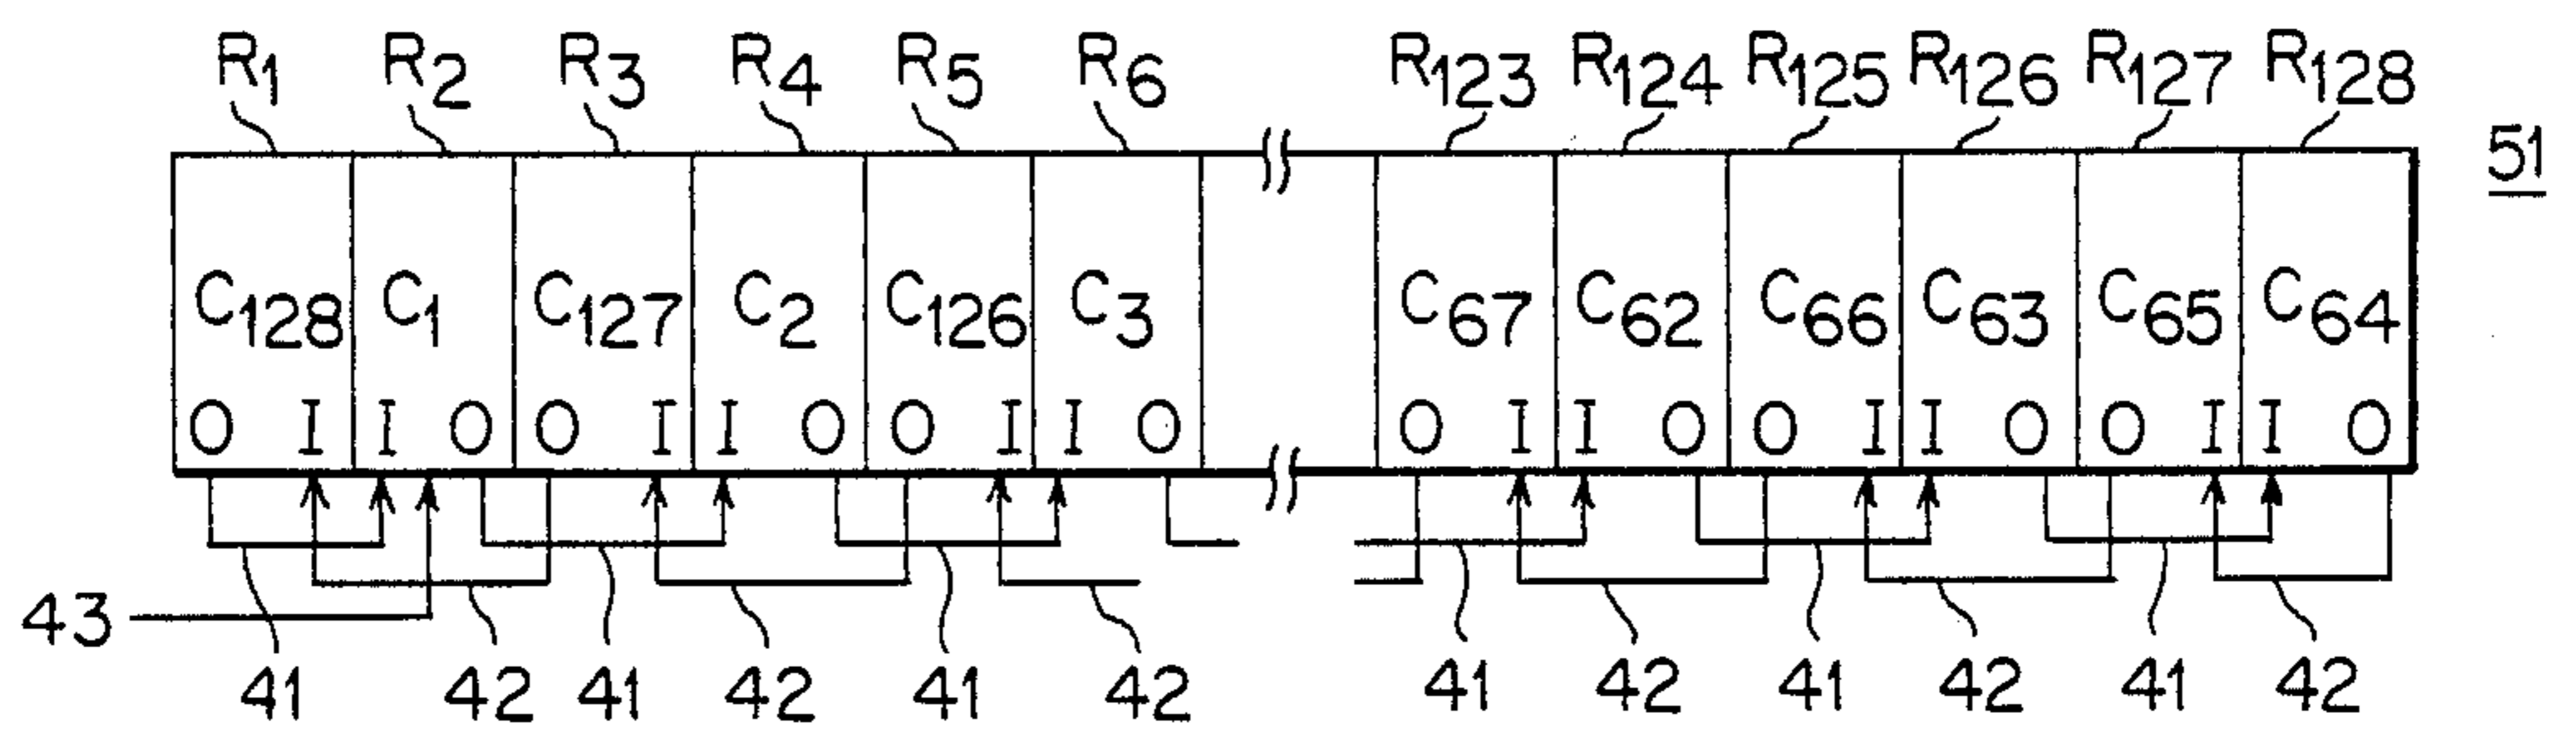 R1 R2 R3 R4 R5 R6 R123 R124 R125 R126 R127 R128
51
C128 C1 C127 C2 C126 C3 C67 C62 C66 C63 C65 C64
O I I O O I I O O I I O O I I O O I I O O I I O
43
41 42 41 42 41 42 41 42 41 42 41 42